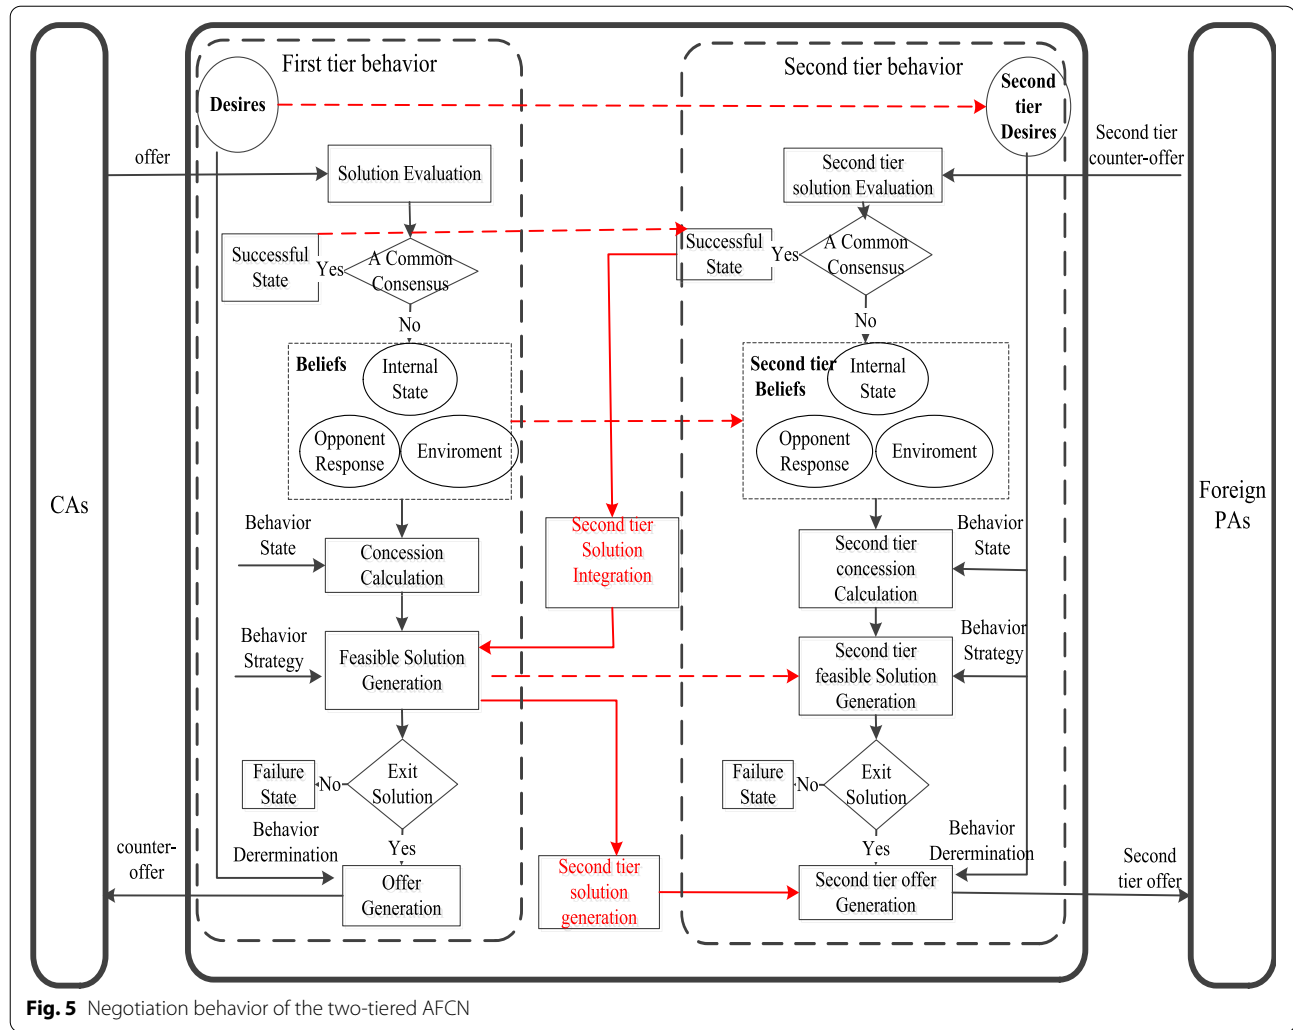 First tier behavior
Second tier behavior
Desires
Second
tier
Desires
offer
Second tier
counter-offer
Solution Evaluation
Second tier
solution Evaluation
Successful
State
Yes
A Common
Consensus
Successful
State
Yes
A Common
Consensus
No
No
Beliefs
Internal
State
Opponent
Response
Enviroment
Second tier
Beliefs
Internal
State
Opponent
Response
Enviroment
CAs
Foreign
PAs
Behavior
State
Concession
Calculation
Second tier
Solution
Integration
Second tier
concession
Calculation
Behavior
State
Behavior
Strategy
Feasible Solution
Generation
Second tier
feasible Solution
Generation
Behavior
Strategy
Failure
State
No
Exit
Solution
Failure
State
No
Exit
Solution
Yes
Yes
Behavior
Derermination
Behavior
Derermination
counter-
offer
Offer
Generation
Second tier
solution
generation
Second tier offer
Generation
Second
tier offer
Fig. 5 Negotiation behavior of the two-tiered AFCN